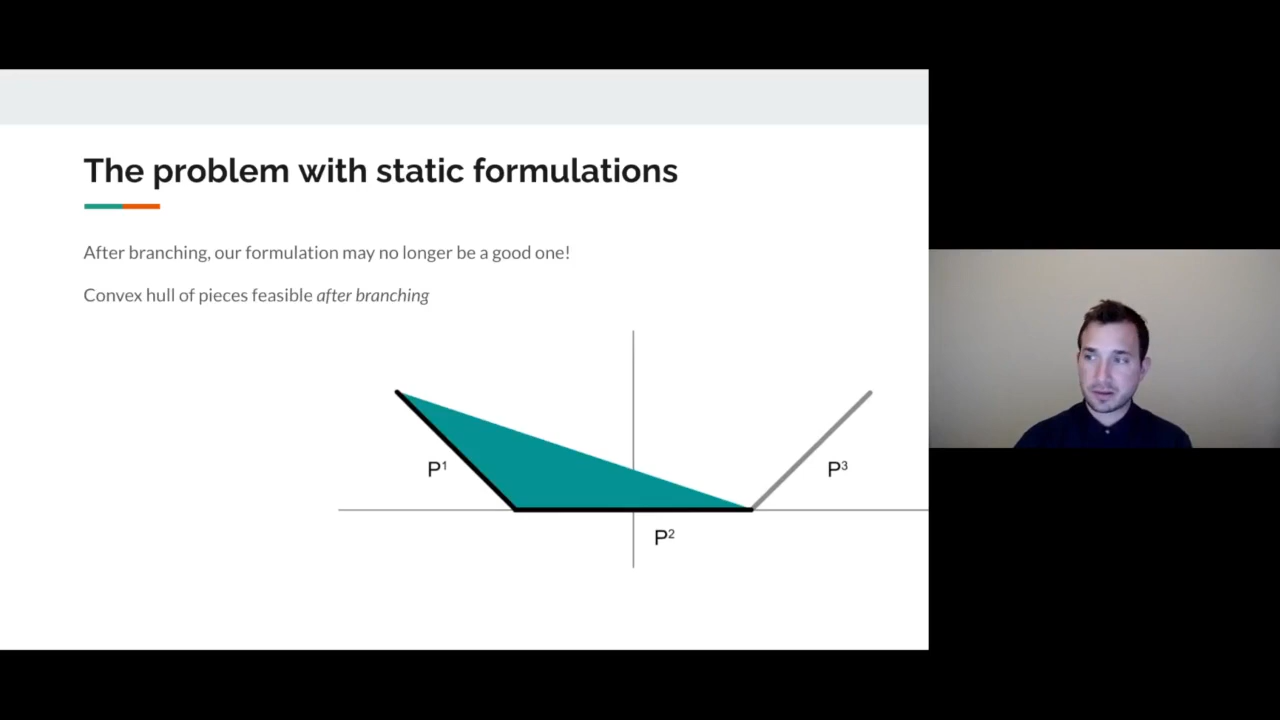 The problem with static formulations
After branching, our formulation may no longer be a good one!
Convex hull of pieces feasible after branching
P¹
P³
P²